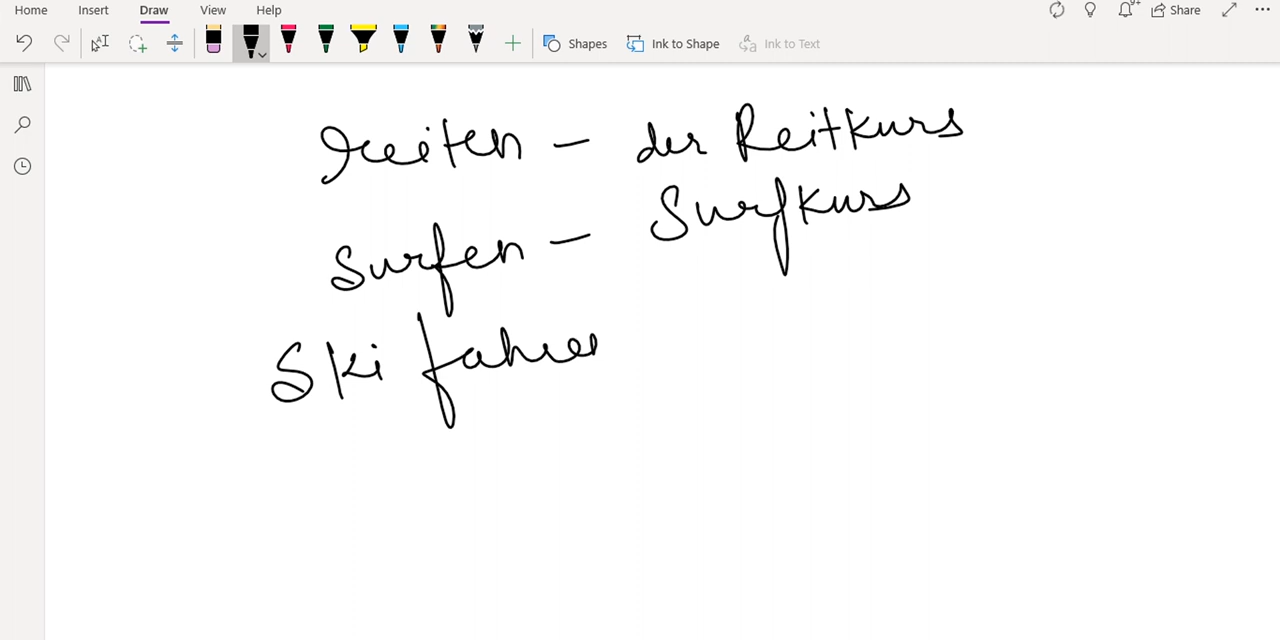 Home Insert Draw View Help Share
Shapes Ink to Shape Ink to Text
reiten – der Reitkurs
surfen – Surfkurs
Ski fahren